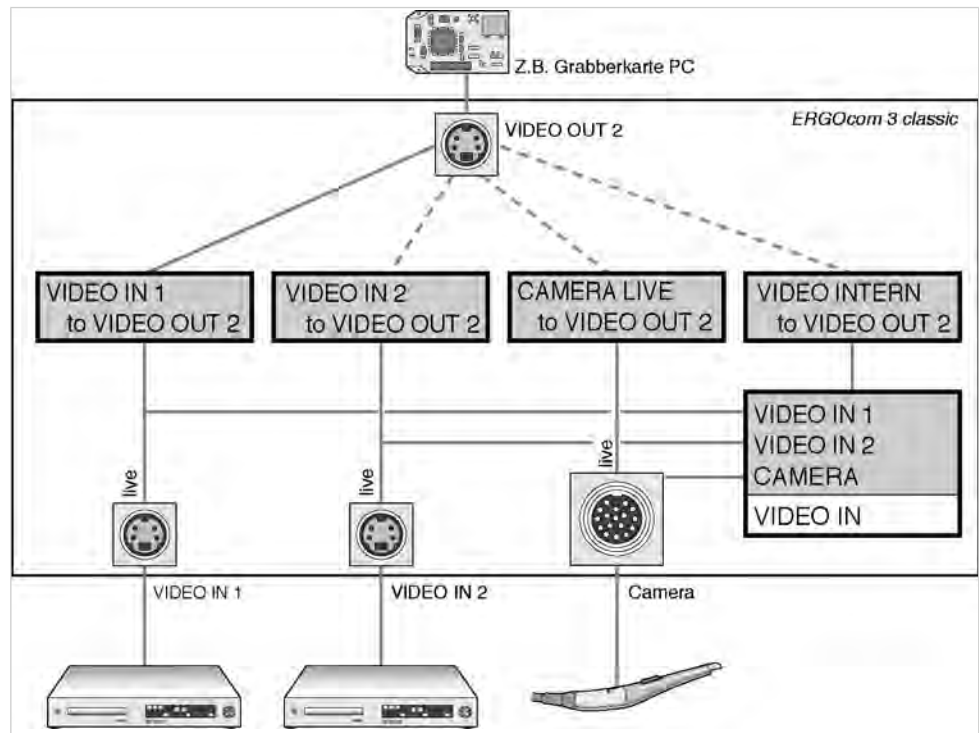 Z.B. Grabberkarte PC
ERGOcom 3 classic
VIDEO OUT 2
VIDEO IN 1
to VIDEO OUT 2
VIDEO IN 2
to VIDEO OUT 2
CAMERA LIVE
to VIDEO OUT 2
VIDEO INTERN
to VIDEO OUT 2
VIDEO IN 1
VIDEO IN 2
CAMERA
VIDEO IN
live
live
live
VIDEO IN 1
VIDEO IN 2
Camera